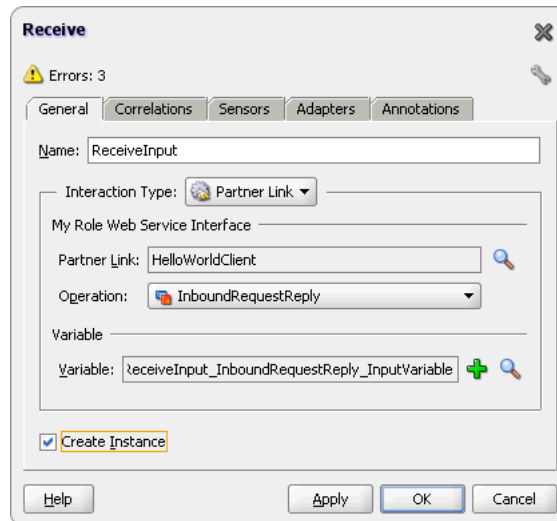 Receive
Errors: 3
General Correlations Sensors Adapters Annotations
Name: ReceiveInput
Interaction Type: Partner Link
My Role Web Service Interface
Partner Link: HelloWorldClient
Operation: InboundRequestReply
Variable
Variable: ReceiveInput_InboundRequestReply_InputVariable
Create Instance
Help Apply OK Cancel